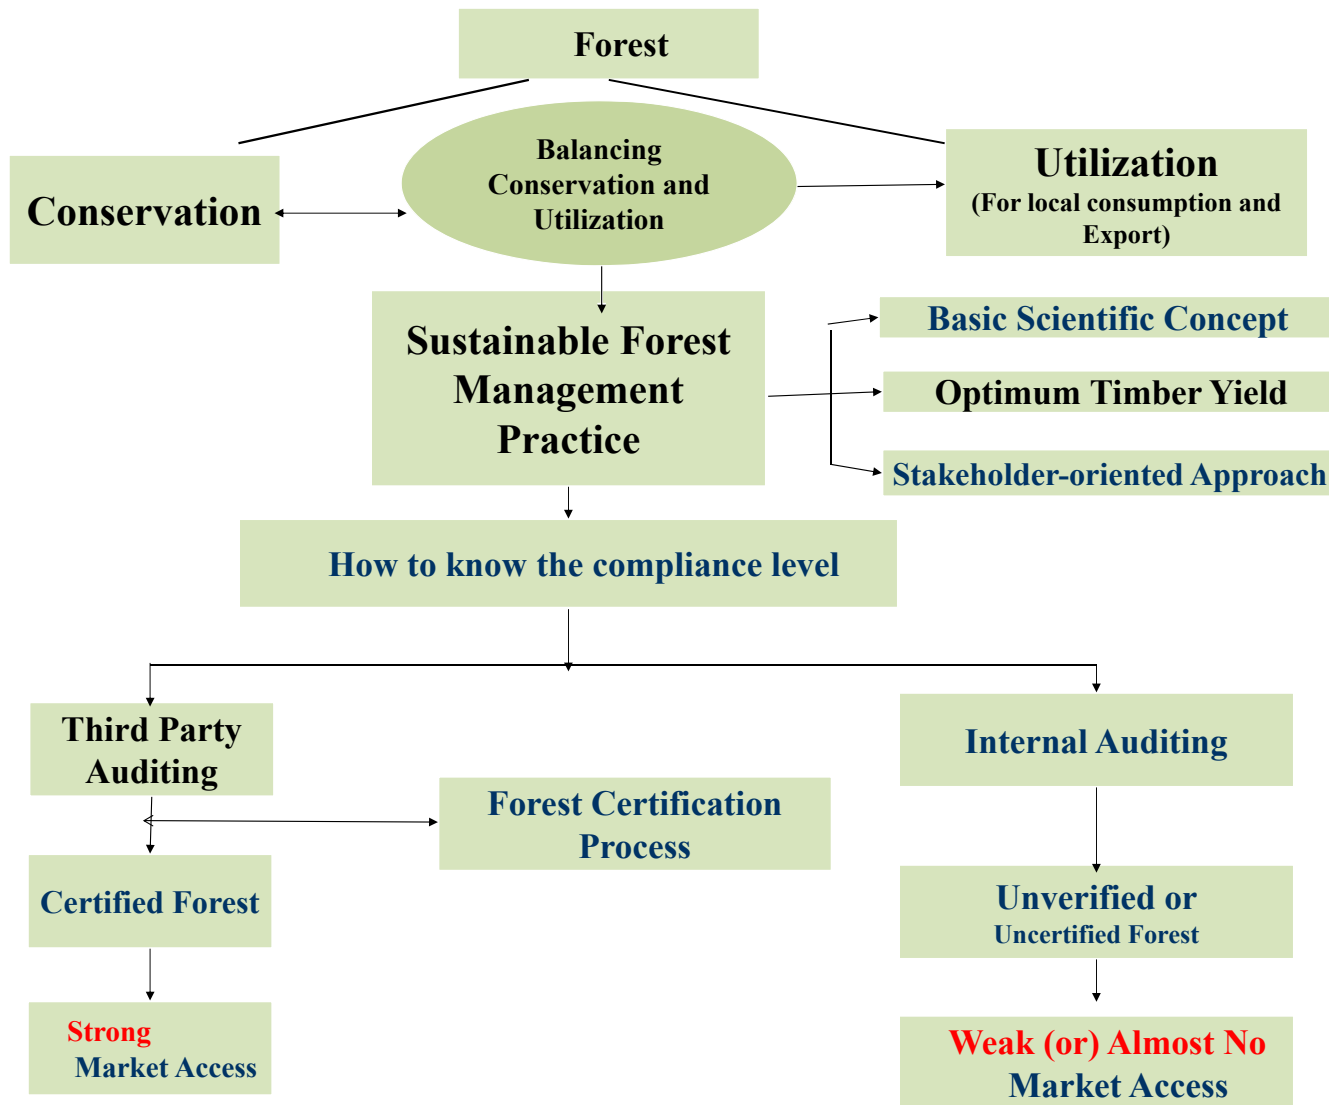 Forest
Balancing
Conservation and
Utilization
Conservation
Utilization
(For local consumption and
Export)
Sustainable Forest
Management
Practice
Basic Scientific Concept
Optimum Timber Yield
Stakeholder-oriented Approach
How to know the compliance level
Third Party
Auditing
Internal Auditing
Forest Certification
Process
Certified Forest
Unverified or
Uncertified Forest
Strong
Market Access
Weak (or) Almost No
Market Access